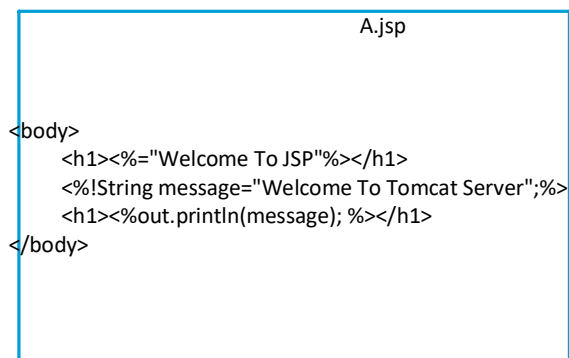 A.jsp
<body>
<h1><%="Welcome To JSP"%></h1>
<%!String message="Welcome To Tomcat Server";%>
<h1><%out.println(message); %></h1>
</body>